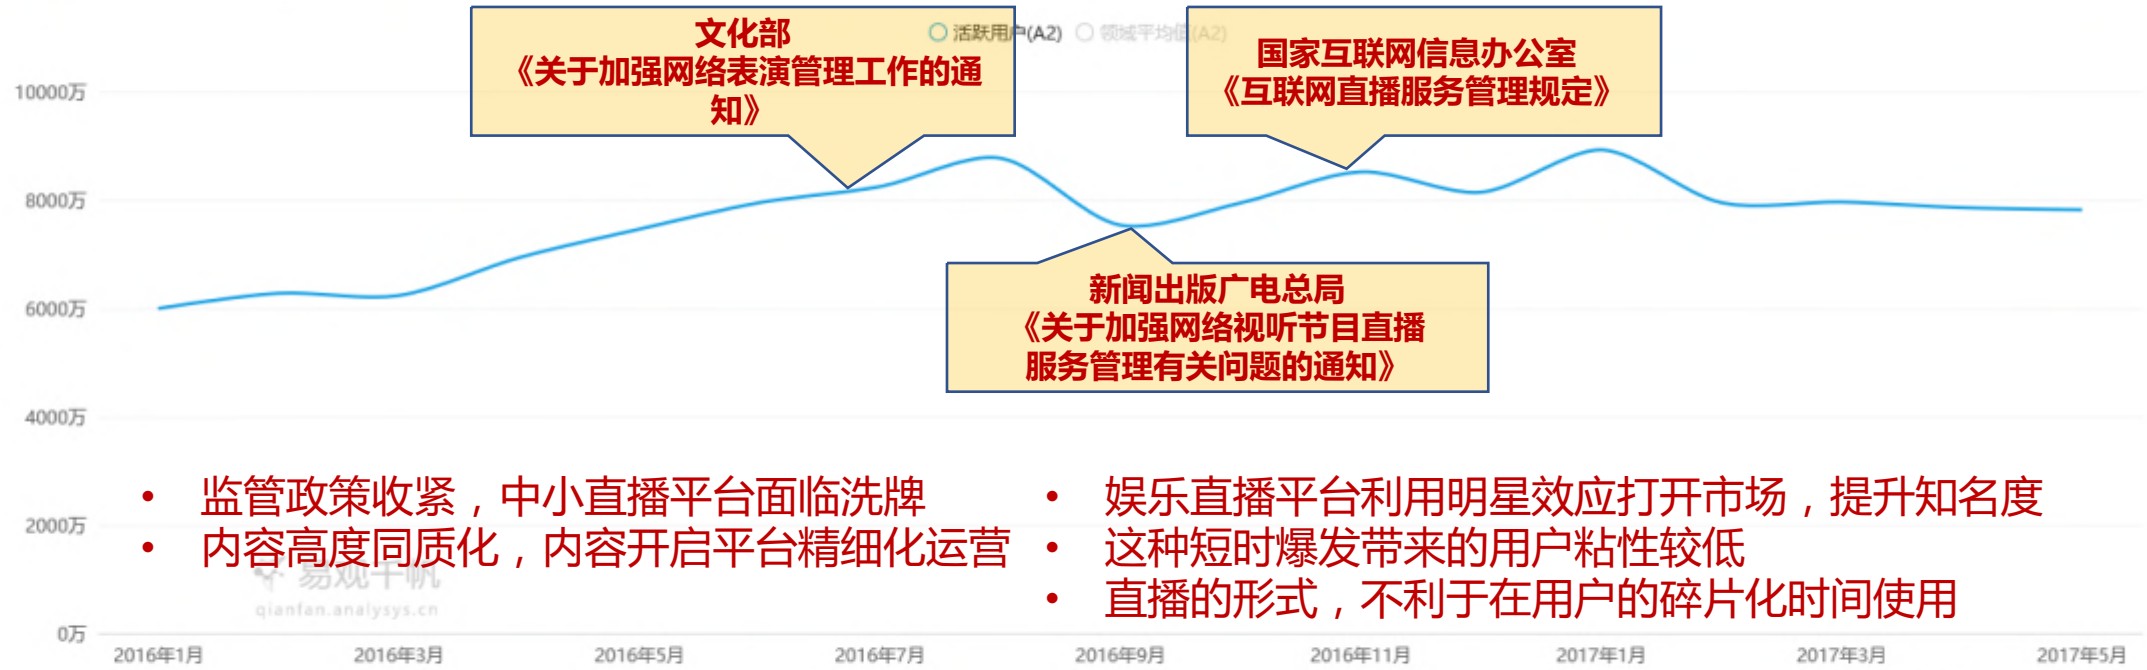 文化部
《关于加强网络表演管理工作的通
知》
活跃用户(A2)
领域平均值(A2)
国家互联网信息办公室
《互联网直播服务管理规定》
10000万
8000万
6000万
4000万
2000万
0万
新闻出版广电总局
《关于加强网络视听节目直播
服务管理有关问题的通知》
• 监管政策收紧，中小直播平台面临洗牌
• 内容高度同质化，内容开启平台精细化运营
• 娱乐直播平台利用明星效应打开市场，提升知名度
• 这种短时爆发带来的用户粘性较低
• 直播的形式，不利于在用户的碎片化时间使用
易观千帆
qianfan.analysys.cn
2016年1月
2016年3月
2016年5月
2016年7月
2016年9月
2016年11月
2017年1月
2017年3月
2017年5月